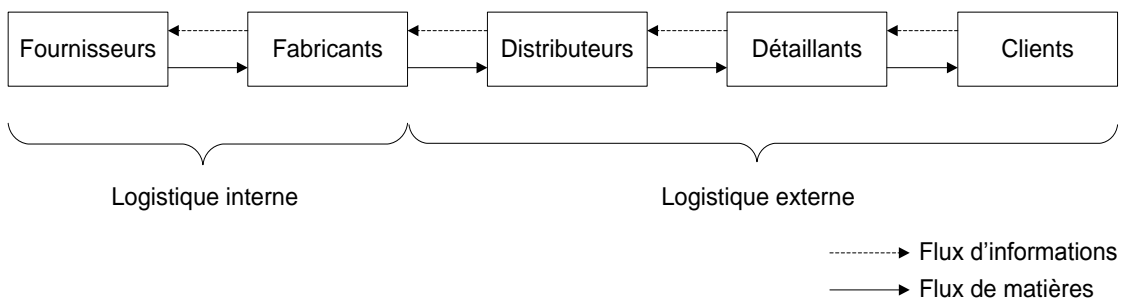 Fournisseurs
Fabricants
Distributeurs
Détaillants
Clients
Logistique interne
Logistique externe
Flux d’informations
Flux de matières